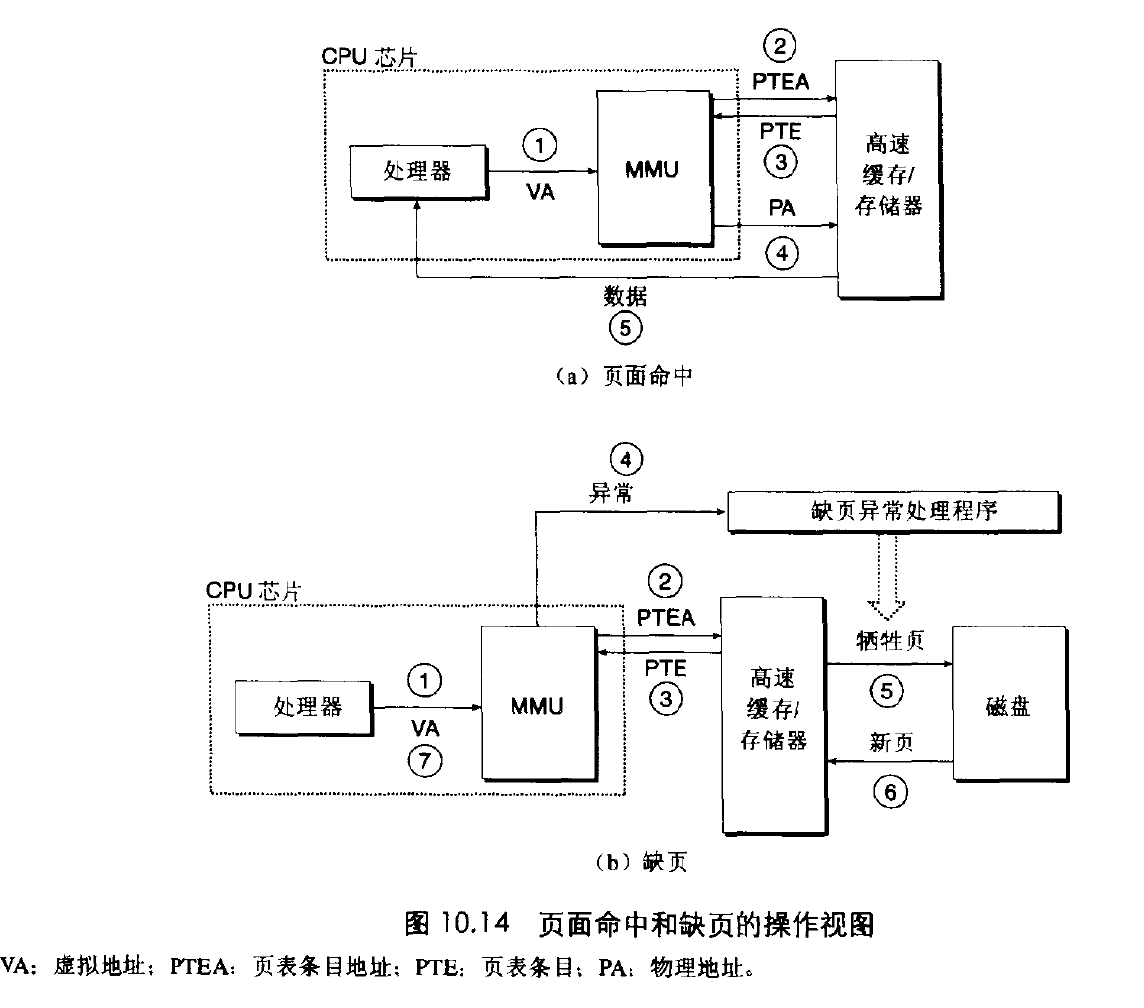 CPU 芯片
②
PTEA
①
处理器
VA
MMU
PTE
③
高速
缓存/
存储器
PA
④
数据
⑤
(a) 页面命中
④
异常
缺页异常处理程序
CPU 芯片
②
PTEA
①
处理器
VA
⑦
MMU
PTE
③
高速
缓存/
存储器
牺牲页
⑤
磁盘
新页
⑥
(b) 缺页
图 10.14 页面命中和缺页的操作视图
VA：虚拟地址；PTEA：页表条目地址；PTE：页表条目；PA：物理地址。